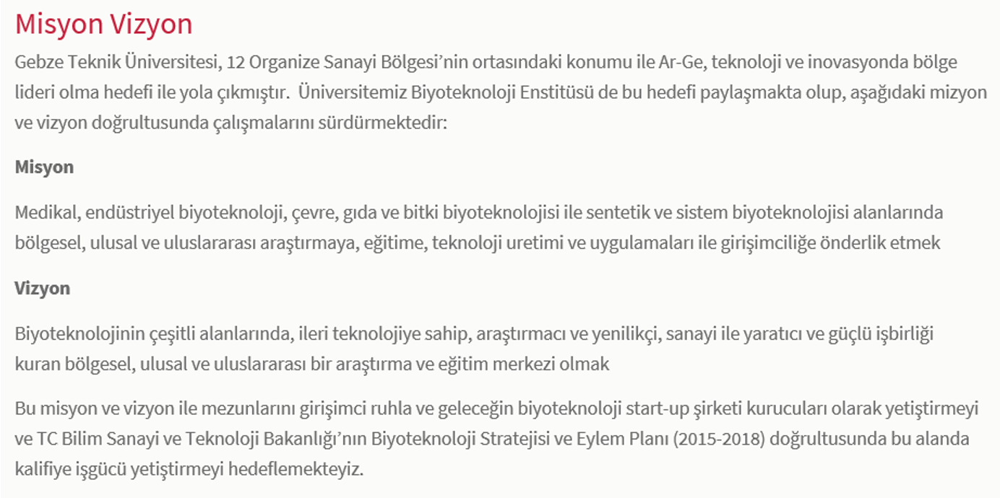 Misyon Vizyon
Gebze Teknik Üniversitesi, 12 Organize Sanayi Bölgesi’nin ortasındaki konumu ile Ar-Ge, teknoloji ve inovasyonda bölge
lideri olma hedefi ile yola çıkmıştır.  Üniversitemiz Biyoteknoloji Enstitüsü de bu hedefi paylaşmakta olup, aşağıdaki mizyon
ve vizyon doğrultusunda çalışmalarını sürdürmektedir:
Misyon
Medikal, endüstriyel biyoteknoloji, çevre, gıda ve bitki biyoteknolojisi ile sentetik ve sistem biyoteknolojisi alanlarında
bölgesel, ulusal ve uluslararası araştırmaya, eğitime, teknoloji uretimi ve uygulamaları ile girişimciliğe önderlik etmek
Vizyon
Biyoteknolojinin çeşitli alanlarında, ileri teknolojiye sahip, araştırmacı ve yenilikçi, sanayi ile yaratıcı ve güçlü işbirliği
kuran bölgesel, ulusal ve uluslararası bir araştırma ve eğitim merkezi olmak
Bu misyon ve vizyon ile mezunlarını girişimci ruhla ve geleceğin biyoteknoloji start-up şirketi kurucuları olarak yetiştirmeyi
ve TC Bilim Sanayi ve Teknoloji Bakanlığı’nın Biyoteknoloji Stratejisi ve Eylem Planı (2015-2018) doğrultusunda bu alanda
kalifiye işgücü yetiştirmeyi hedeflemekteyiz.